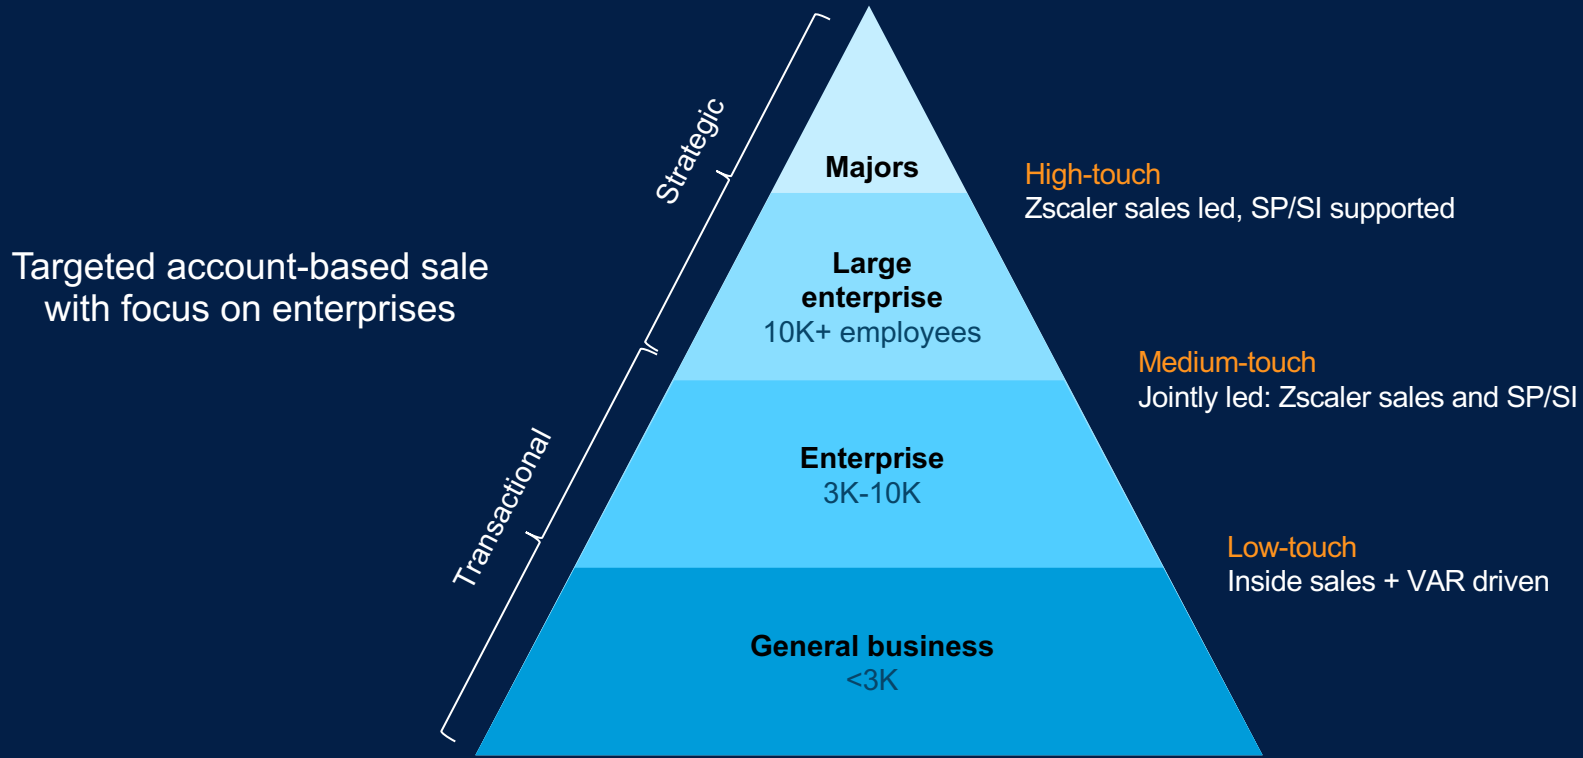 Targeted account-based sale
with focus on enterprises
Strategic
Transactional
Majors
Large
enterprise
10K+ employees
Enterprise
3K-10K
General business
<3K
High-touch
Zscaler sales led, SP/SI supported
Medium-touch
Jointly led: Zscaler sales and SP/SI
Low-touch
Inside sales + VAR driven